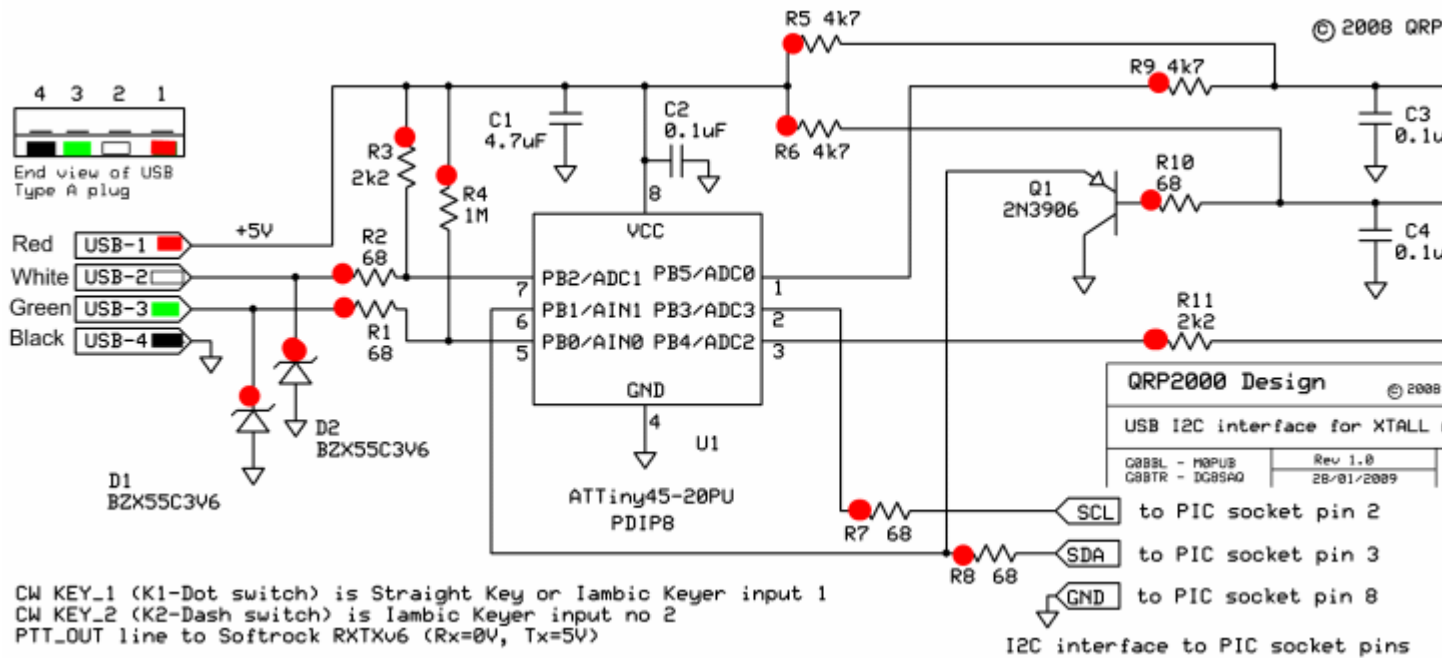 R5 4k7
© 2008 QRP
R9 4k7
4 3 2 1
C1
4.7uF
C2
0.1uF
C3
0.1u
R3
2k2
R6 4k7
End view of USB
Type A plug
R4
1M
8
Q1
2N3906
R10
68
VCC
C4
0.1u
+5V
Red USB-1
R2
68
White USB-2
7 PB2/ADC1 PB5/ADC0 1
Green USB-3
6 PB1/AIN1 PB3/ADC3 2
R11
2k2
Black USB-4
R1
68
5 PB0/AIN0 PB4/ADC2 3
GND
4
QRP2000 Design © 2008
USB I2C interface for XTALL
D2
BZX55C3V6
U1
G0BBL - M0PUB
G8BTR - DG8SAQ
Rev 1.0
28/01/2009
D1
BZX55C3V6
ATTiny45-20PU
PDIP8
R7 68
SCL to PIC socket pin 2
R8 68
SDA to PIC socket pin 3
CW KEY_1 (K1-Dot switch) is Straight Key or Iambic Keyer input 1
CW KEY_2 (K2-Dash switch) is Iambic Keyer input no 2
PTT_OUT line to Softrock RXTXv6 (Rx=0V, Tx=5V)
GND to PIC socket pin 8
I2C interface to PIC socket pins